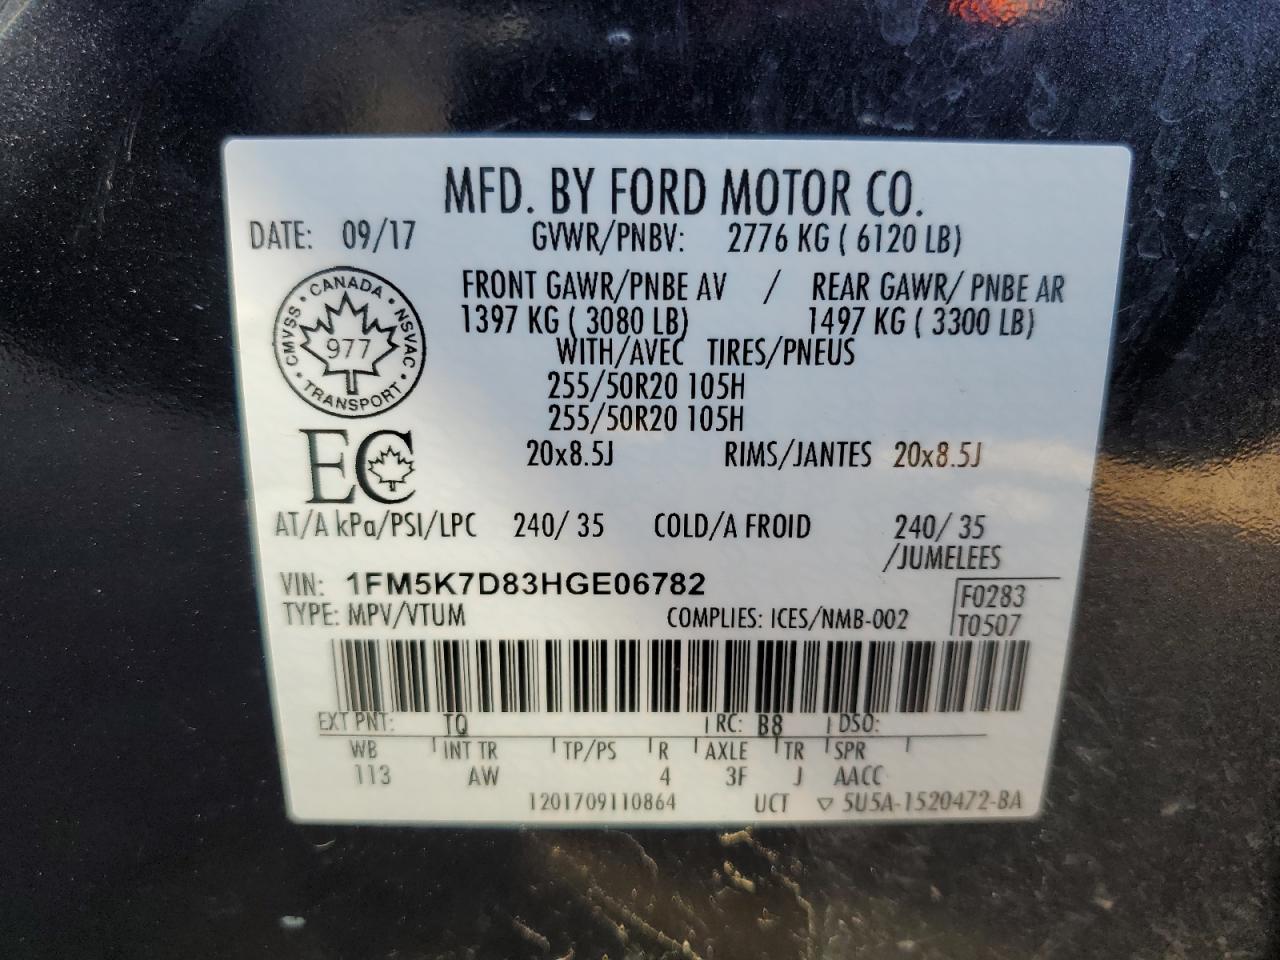 MFD. BY FORD MOTOR CO.
DATE: 09/17 GVWR/PNBV: 2776 KG ( 6120 LB)
FRONT GAWR/PNBE AV / REAR GAWR/ PNBE AR
1397 KG ( 3080 LB) 1497 KG ( 3300 LB)
WITH/AVEC TIRES/PNEUS
255/50R20 105H
255/50R20 105H
CANADA • NSVAC • TRANSPORT • CMVSS •
977
EC
20x8.5J RIMS/JANTES 20x8.5J
AT/A kPa/PSI/LPC 240/ 35 COLD/A FROID 240/ 35
/JUMELEES
VIN: 1FM5K7D83HGE06782
F0283
TYPE: MPV/VTUM COMPLIES: ICES/NMB-002
T0507
EXT PNT: TQ RC: B8 DSO:
WB INT TR TP/PS R AXLE TR SPR
113 AW 4 3F J AACC
1201709110864 UCT ▽ 5U5A-1520472-BA